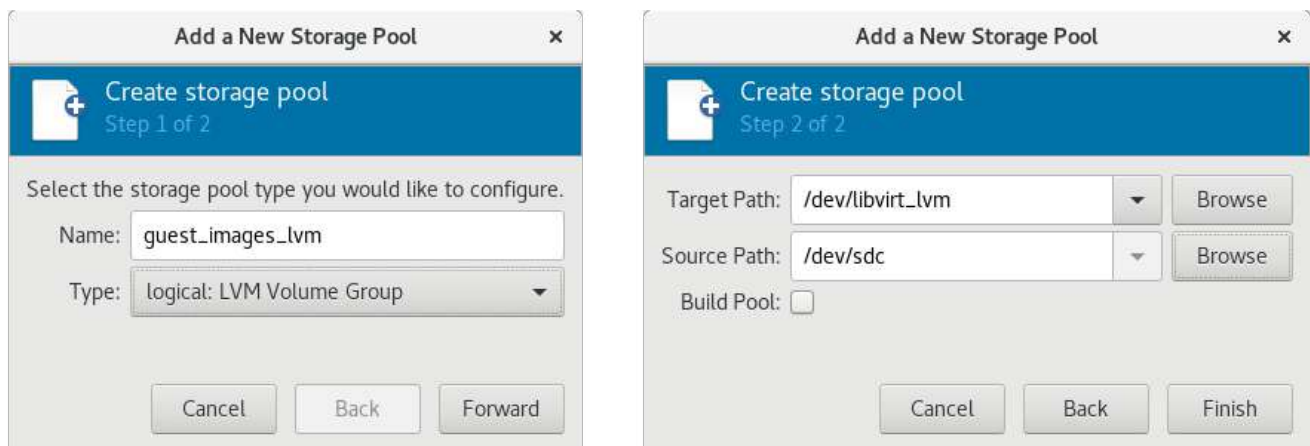 Add a New Storage Pool ×
Create storage pool
Step 1 of 2
Select the storage pool type you would like to configure.
Name: guest_images_lvm
Type: logical: LVM Volume Group
Cancel Back Forward
Add a New Storage Pool ×
Create storage pool
Step 2 of 2
Target Path: /dev/libvirt_lvm Browse
Source Path: /dev/sdc Browse
Build Pool:
Cancel Back Finish